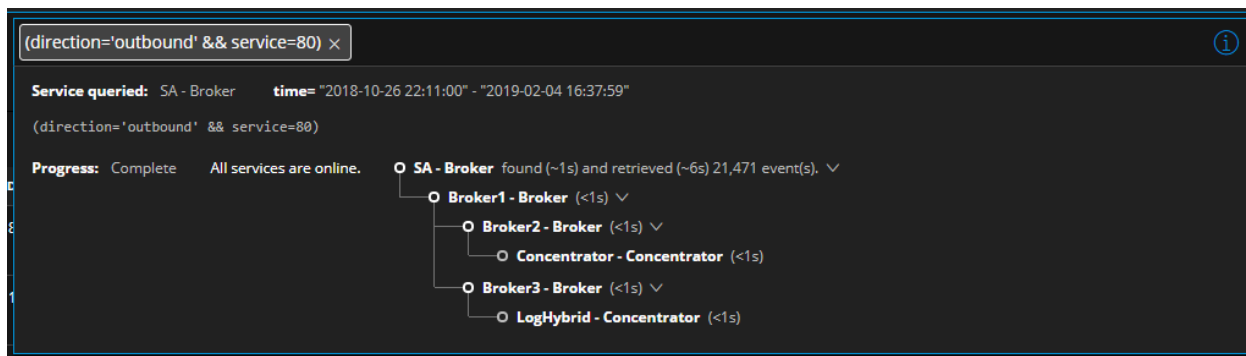 (direction='outbound' && service=80) ×
Service queried: SA - Broker time= "2018-10-26 22:11:00" - "2019-02-04 16:37:59"
(direction='outbound' && service=80)
Progress: Complete All services are online. SA - Broker found (~1s) and retrieved (~6s) 21,471 event(s).
Broker1 - Broker (<1s)
Broker2 - Broker (<1s)
Concentrator - Concentrator (<1s)
Broker3 - Broker (<1s)
LogHybrid - Concentrator (<1s)